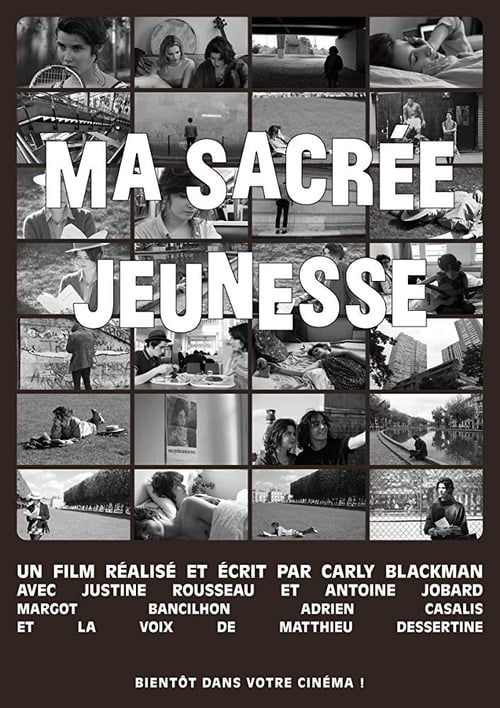 MA SACRÉE
JEUNESSE
UN FILM RÉALISÉ ET ÉCRIT PAR CARLY BLACKMAN
AVEC JUSTINE ROUSSEAU ET ANTOINE JOBARD
MARGOT BANCILHON ADRIEN CASALIS
ET LA VOIX DE MATTHIEU DESSERTINE
BIENTÔT DANS VOTRE CINÉMA !